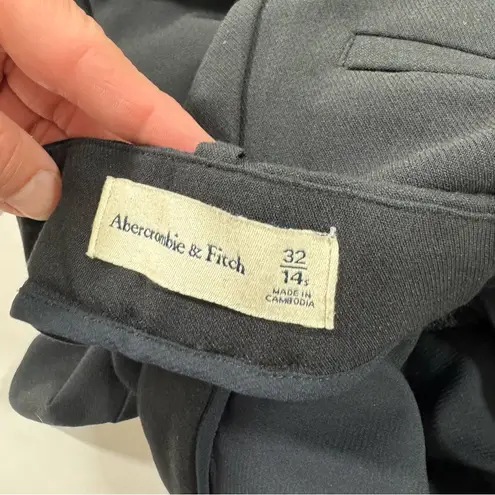 Abercrombie & Fitch
32
14s
MADE IN
CAMBODIA